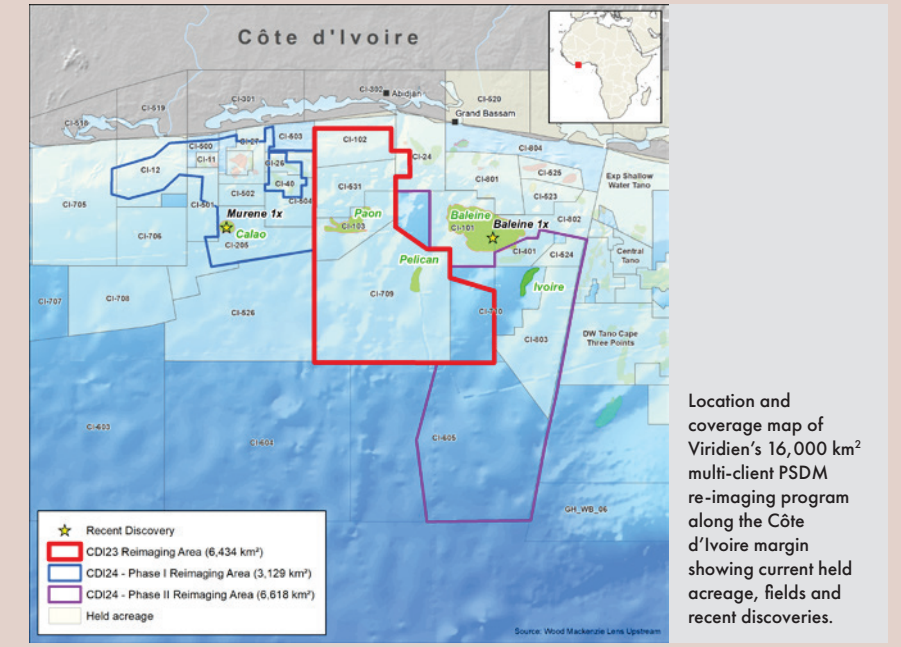 Côte d'Ivoire
CI-302
Abidjan
CI-520
CI-301
CI-519
Grand Bassam
CI-518
CI-102
CI-603
CI-27
CI-500
CI-11
CI-24
CI-804
CI-12
CI-26
CI-525
Exp Shallow
Water Tano
CI-531
CI-801
CI-40
CI-502
CI-523
CI-504
CI-501
CI-705
Murene 1x
Paon
Baleine
CI-802
Baleine 1x
CI-103
CI-101
Calao
CI-706
CI-205
CI-401
CI-524
Central
Tano
Pelican
Ivoire
CI-709
CI-707
CI-708
CI-526
CI-710
DW Tano Cape
Three Points
CI-803
CI-603
CI-604
CI-605
GH_WB_06
Recent Discovery
CDI23 Reimaging Area (6,434 km²)
CDI24 - Phase I Reimaging Area (3,129 km²)
CDI24 - Phase II Reimaging Area (6,618 km²)
Held acreage
Source: Wood Mackenzie Lens Upstream
Location and
coverage map of
Viridien's 16,000 km²
multi-client PSDM
re-imaging program
along the Côte
d'Ivoire margin
showing current held
acreage, fields and
recent discoveries.